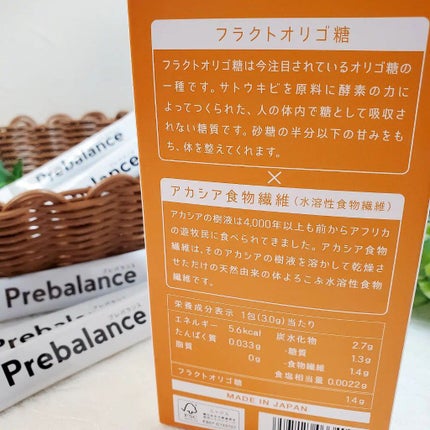 フラクトオリゴ糖
フラクトオリゴ糖は今注目されているオリゴ糖の
一種です。サトウキビを原料に酵素の力に
よってつくられた、人の体内で糖として吸収さ
れない糖質です。砂糖の半分以下の甘みをも
ち、体を整えてくれます。
×
アカシア食物繊維(水溶性食物繊維)
アカシアの樹液は4,000年以上も前からアフリカ
の遊牧民に食べられてきました。アカシア食物
繊維は、そのアカシアの樹液を溶かして乾燥さ
せただけの天然由来の体よろこぶ水溶性食物
繊維です。
栄養成分表示 1包(3.0g)当たり
エネルギー 5.6kcal 炭水化物 2.7g
たんぱく質 0.033g -糖質 1.3g
脂質 0g -食物繊維 1.4g
食塩相当量 0.0022g
フラクトオリゴ糖 1.4g
MADE IN JAPAN
FSC
Prebalance
Prebalance
プレバランス
Prebalance
Prebalance